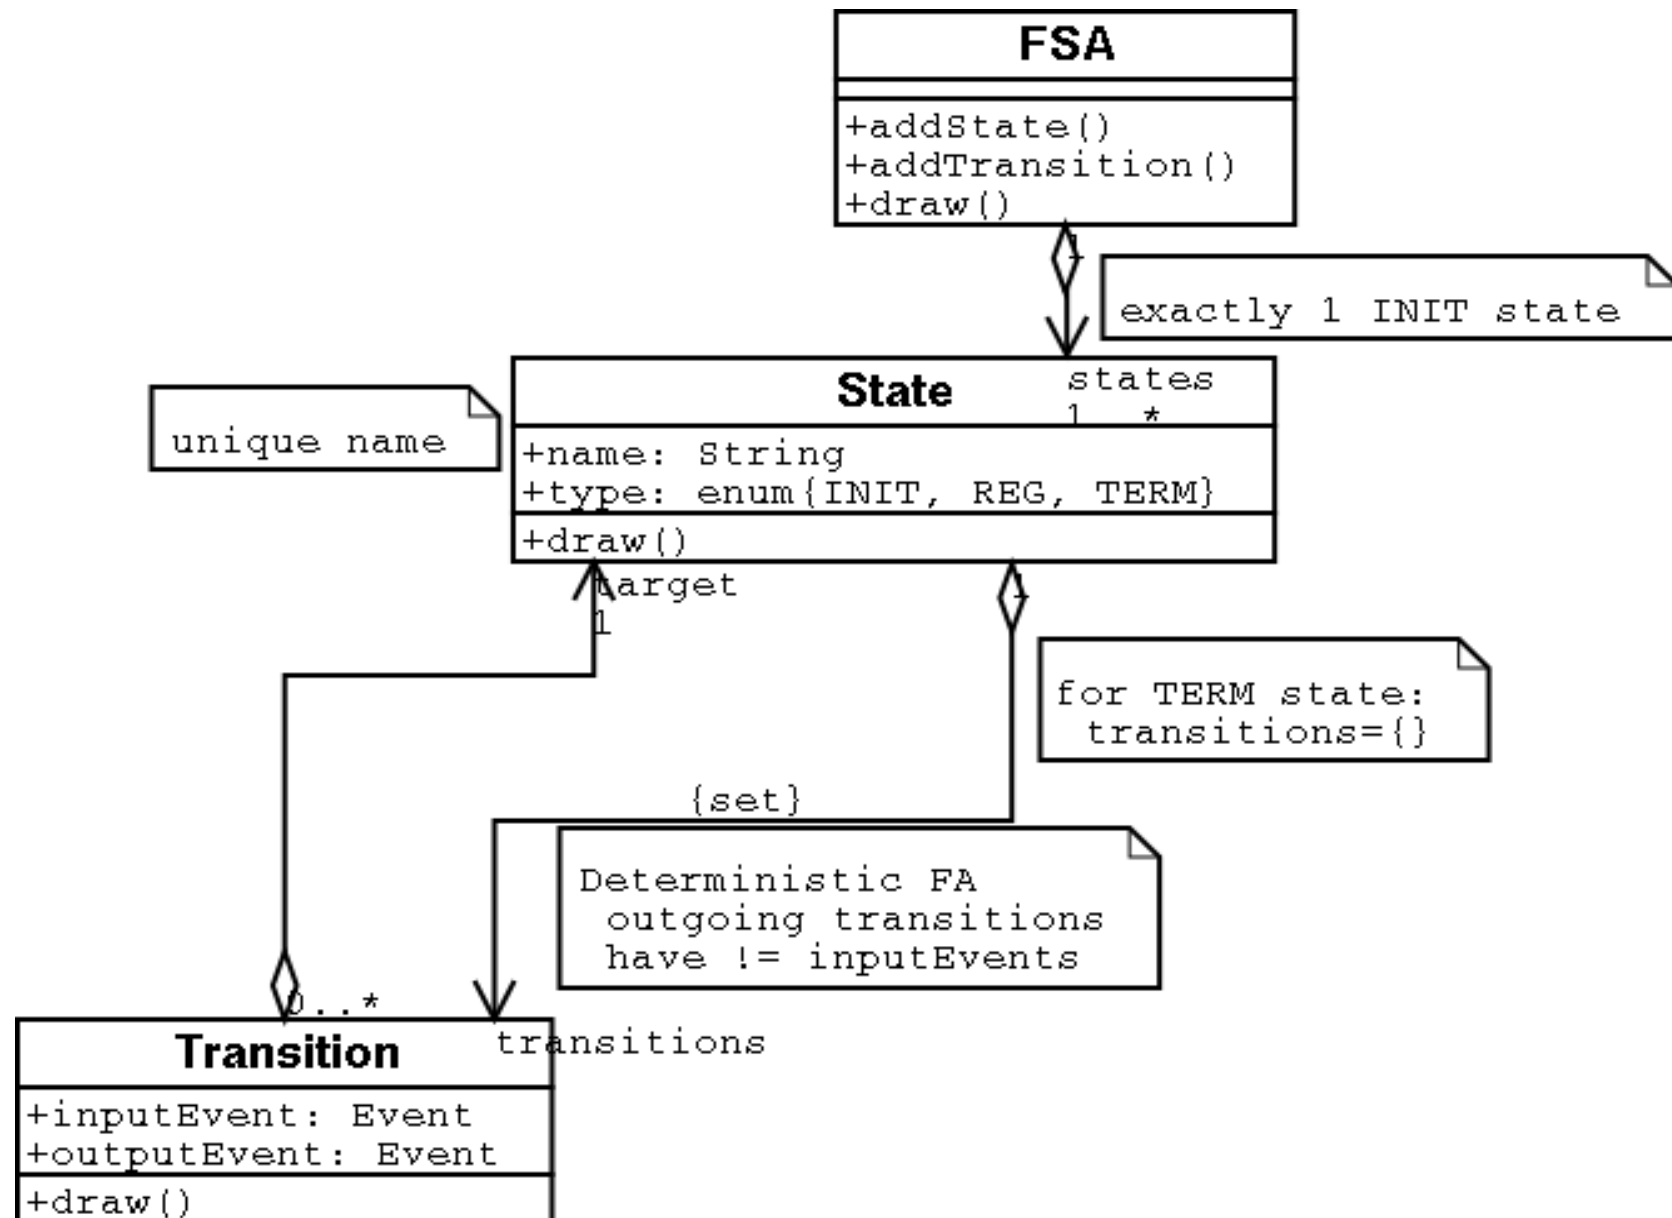 FSA
+addState()
+addTransition()
+draw()
1
exactly 1 INIT state
State
states
1..*
unique name
+name: String
+type: enum{INIT, REG, TERM}
+draw()
target
1
1
for TERM state:
transitions={}
{set}
Deterministic FA
outgoing transitions
have != inputEvents
0..*
Transition
transitions
+inputEvent: Event
+outputEvent: Event
+draw()